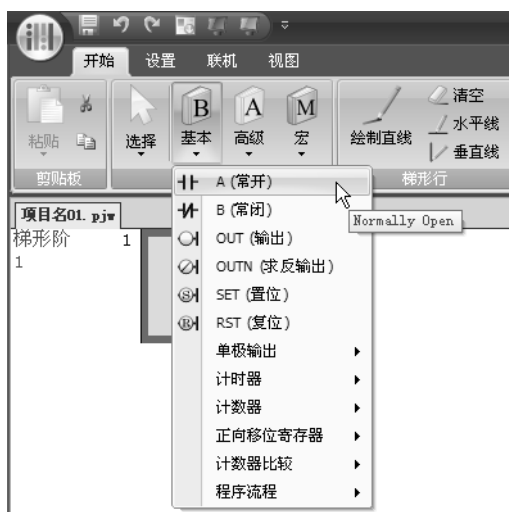 开始 设置 联机 视图
粘贴 选择 B 基本 A 高级 M 宏 绘制直线 清空
水平线
垂直线
剪贴板 梯形行
项目名01. pjw
梯形阶 1
1
A (常开)
Normally Open
B (常闭)
OUT (输出)
OUTN (求反输出)
S SET (置位)
R RST (复位)
单极输出
计时器
计数器
正向移位寄存器
计数器比较
程序流程